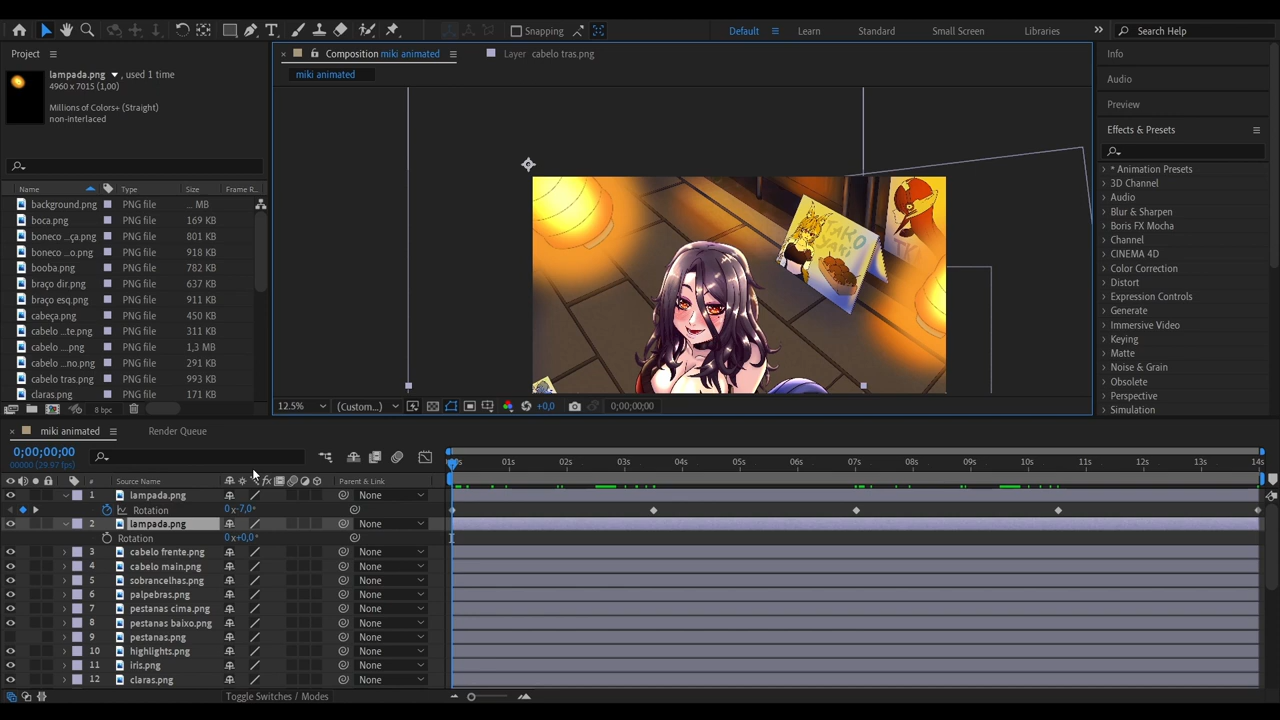 Snapping
Default
Learn
Standard
Small Screen
Libraries
Search Help
Project
Composition miki animated
Layer cabelo tras.png
Info
lampada.png , used 1 time
4960 x 7015 (1,00)
miki animated
Audio
Millions of Colors+ (Straight)
non-interlaced
Preview
Effects & Presets
Name Type Size Frame R...
background.png PNG file ... MB
boca.png PNG file 169 KB
boneco ...ça.png PNG file 801 KB
boneco ...o.png PNG file 918 KB
booba.png PNG file 782 KB
braço dir.png PNG file 637 KB
braço esq.png PNG file 911 KB
cabeça.png PNG file 450 KB
cabelo ...te.png PNG file 311 KB
cabelo ....png PNG file 1,3 MB
cabelo ...no.png PNG file 291 KB
cabelo tras.png PNG file 993 KB
claras.png PNG file 171 KB
8 bpc
TAKO
YAKI
* Animation Presets
3D Channel
Audio
Blur & Sharpen
Boris FX Mocha
Channel
CINEMA 4D
Color Correction
Distort
Expression Controls
Generate
Immersive Video
Keying
Matte
Noise & Grain
Obsolete
Perspective
Simulation
12.5% (Custom...) +0,0 0;00;00;00
miki animated
Render Queue
0;00;00;00
00000 (29.97 fps)
# Source Name fx Parent & Link
00s 01s 02s 03s 04s 05s 06s 07s 08s 09s 10s 11s 12s 13s 14s
1 lampada.png None
Rotation 0x-7,0°
2 lampada.png None
Rotation 0x+0,0°
3 cabelo frente.png None
4 cabelo main.png None
5 sobrancelhas.png None
6 palpebras.png None
7 pestanas cima.png None
8 pestanas baixo.png None
9 pestanas.png None
10 highlights.png None
11 iris.png None
12 claras.png None
Toggle Switches / Modes